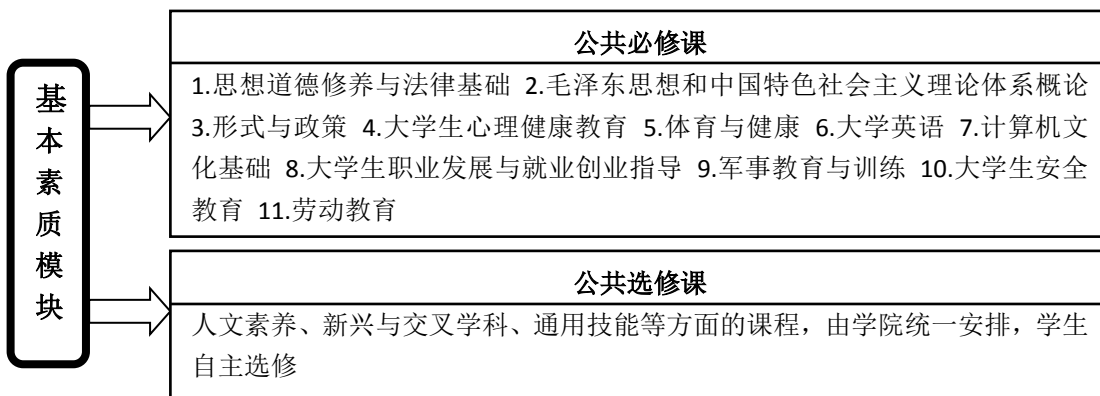 基本素质模块
公共必修课
1.思想道德修养与法律基础 2.毛泽东思想和中国特色社会主义理论体系概论
3.形式与政策 4.大学生心理健康教育 5.体育与健康 6.大学英语 7.计算机文
化基础 8.大学生职业发展与就业创业指导 9.军事教育与训练 10.大学生安全
教育 11.劳动教育
公共选修课
人文素养、新兴与交叉学科、通用技能等方面的课程，由学院统一安排，学生
自主选修